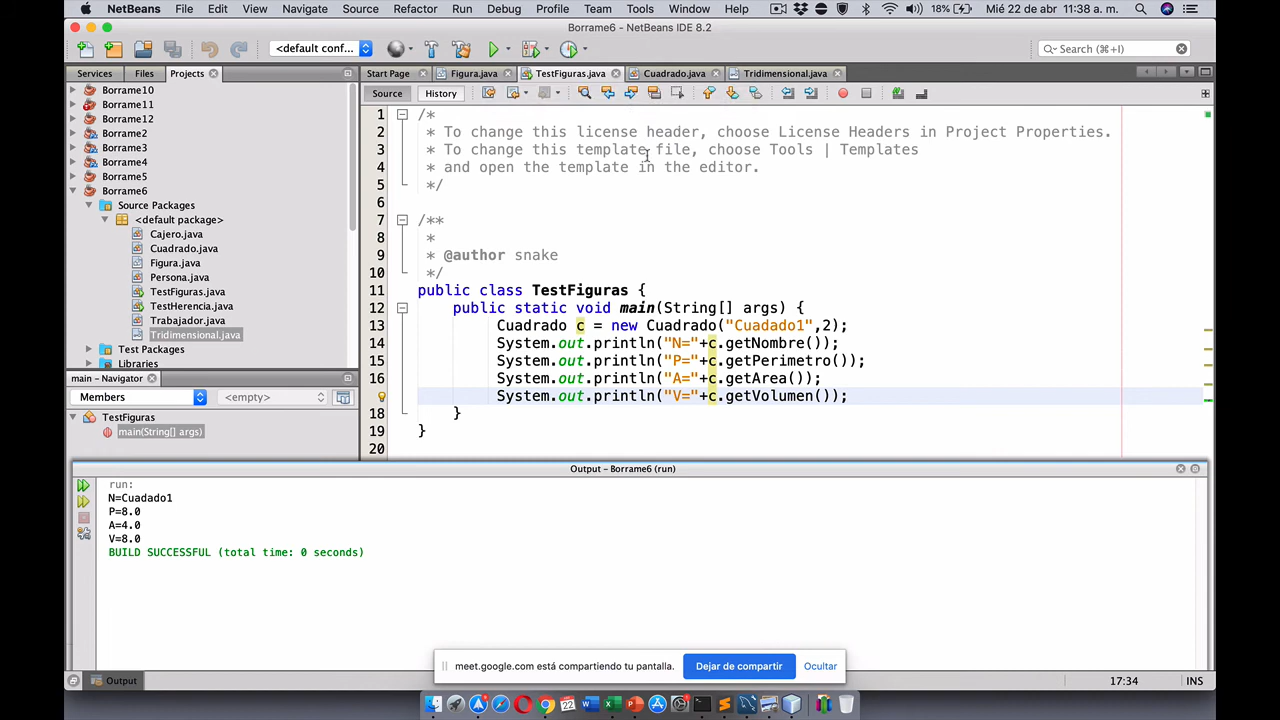 NetBeans File Edit View Navigate Source Refactor Run Debug Profile Team Tools Window Help 18% Mié 22 de abr 11:38 a. m.
Borrame6 - NetBeans IDE 8.2
<default conf... Search (⌘+I)
Services Files Projects Start Page Figura.java TestFiguras.java Cuadrado.java Tridimensional.java
Source History
Borrame10
Borrame11
Borrame12
Borrame2
Borrame3
Borrame4
Borrame5
Borrame6
Source Packages
<default package>
Cajero.java
Cuadrado.java
Figura.java
Persona.java
TestFiguras.java
TestHerencia.java
Trabajador.java
Tridimensional.java
Test Packages
Libraries
main - Navigator
Members <empty>
TestFiguras
main(String[] args)
1 /*
2 * To change this license header, choose License Headers in Project Properties.
3 * To change this template file, choose Tools | Templates
4 * and open the template in the editor.
5 */
6
7 /**
8 *
9 * @author snake
10 */
11 public class TestFiguras {
12 public static void main(String[] args) {
13 Cuadrado c = new Cuadrado("Cuadado1",2);
14 System.out.println("N="+c.getNombre());
15 System.out.println("P="+c.getPerimetro());
16 System.out.println("A="+c.getArea());
System.out.println("V="+c.getVolumen());
18 }
19 }
20
Output - Borrame6 (run)
run:
N=Cuadado1
P=8.0
A=4.0
V=8.0
BUILD SUCCESSFUL (total time: 0 seconds)
meet.google.com está compartiendo tu pantalla. Dejar de compartir Ocultar
Output 17:34 INS
22